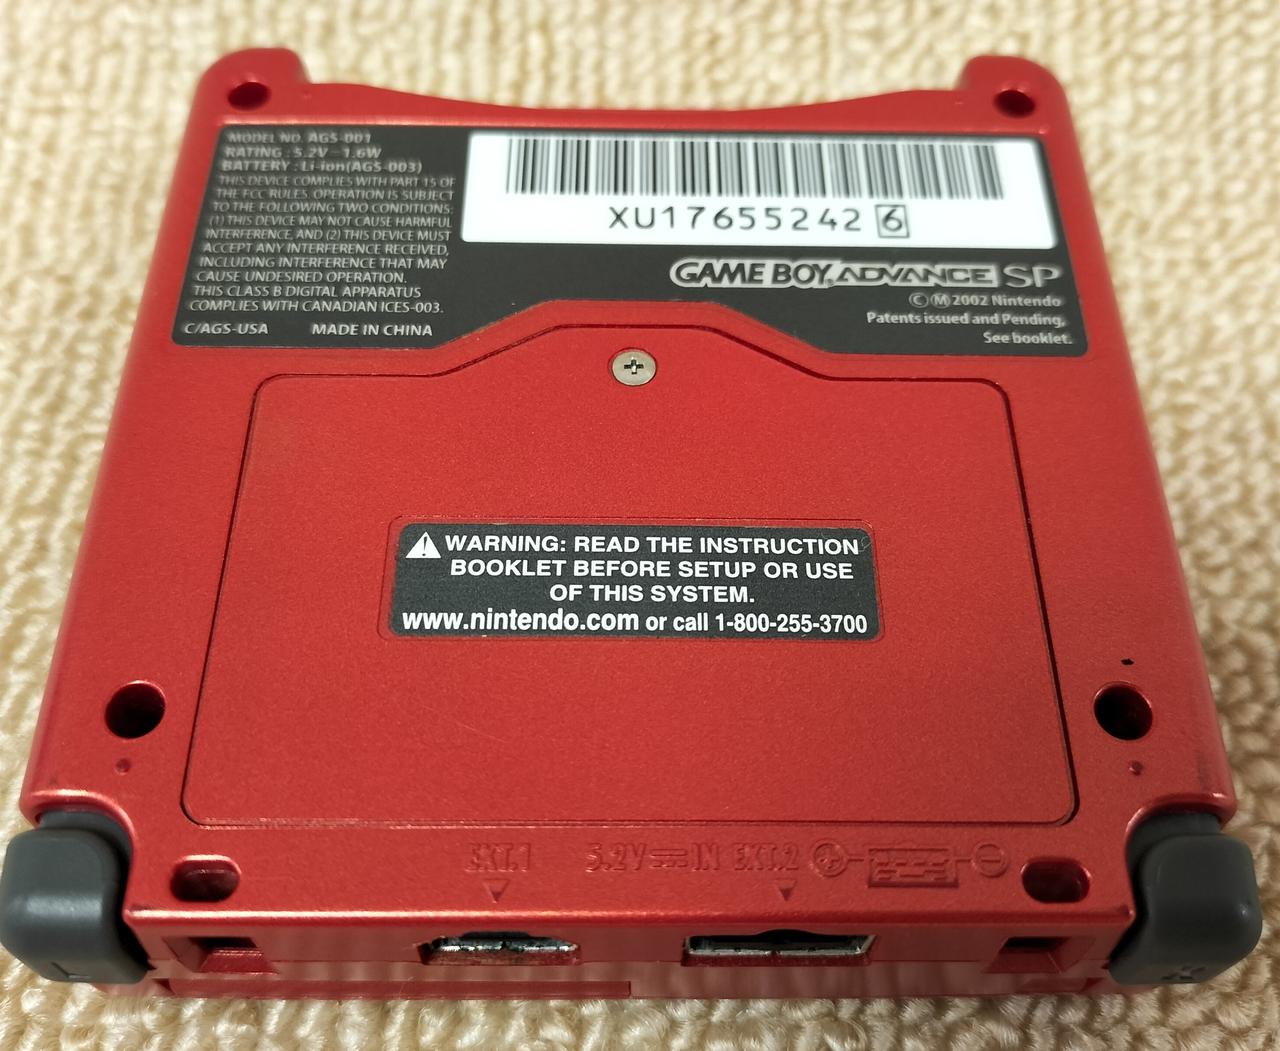 MODEL NO. AGS-001
RATING : 5.2V⎓1.6W
BATTERY : Li-ion(AGS-003)
THIS DEVICE COMPLIES WITH PART 15 OF
THE FCC RULES. OPERATION IS SUBJECT
TO THE FOLLOWING TWO CONDITIONS:
(1) THIS DEVICE MAY NOT CAUSE HARMFUL
INTERFERENCE, AND (2) THIS DEVICE MUST
ACCEPT ANY INTERFERENCE RECEIVED,
INCLUDING INTERFERENCE THAT MAY
CAUSE UNDESIRED OPERATION.
THIS CLASS B DIGITAL APPARATUS
COMPLIES WITH CANADIAN ICES-003.
C/AGS-USA MADE IN CHINA
XU17655242 6
GAME BOY ADVANCE SP
© Ⓜ 2002 Nintendo
Patents issued and Pending,
See booklet.
⚠ WARNING: READ THE INSTRUCTION
BOOKLET BEFORE SETUP OR USE
OF THIS SYSTEM.
www.nintendo.com or call 1-800-255-3700
EXT.1 5.2V⎓IN EXT.2
L R